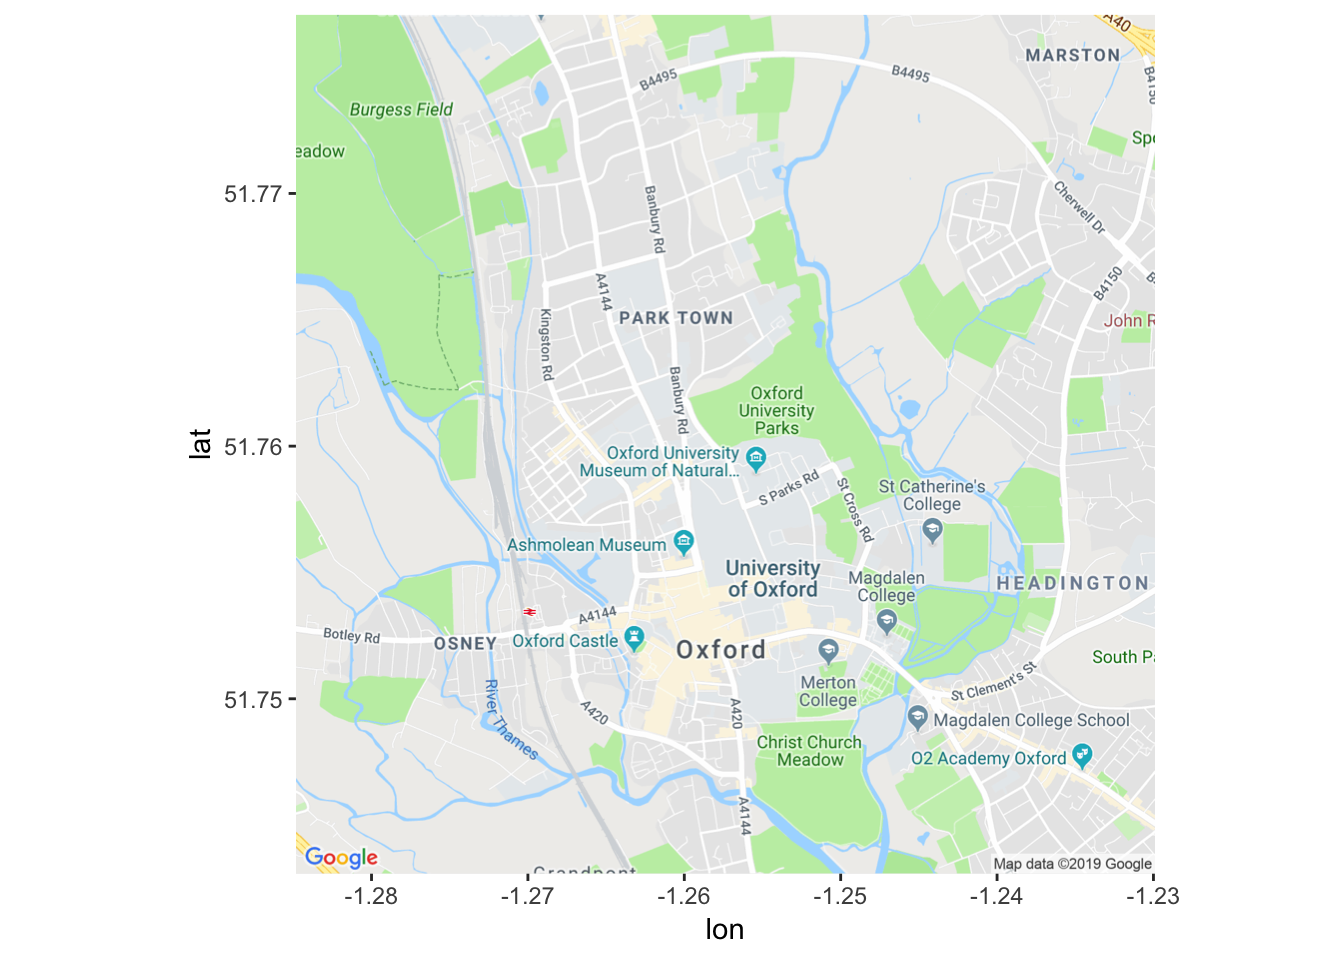 A40
MARSTON
B4495
B4495
B4150
Burgess Field
Spe
eadow
51.77
Banbury Rd
Cherwell Dr
A4144
B4150
PARK TOWN
John R
Kingston Rd
Banbury Rd
Oxford
University
Parks
lat
51.76
Oxford University
Museum of Natural...
S Parks Rd
St Cross Rd
St Catherine's
College
Ashmolean Museum
University
of Oxford
Magdalen
College
HEADINGTON
A4144
Botley Rd
OSNEY
Oxford Castle
Oxford
South Pa
Merton
College
St Clement's St
51.75
River Thames
A420
A420
Magdalen College School
Christ Church
Meadow
O2 Academy Oxford
A4144
Google
Grandpont
Map data ©2019 Google
-1.28
-1.27
-1.26
-1.25
-1.24
-1.23
lon